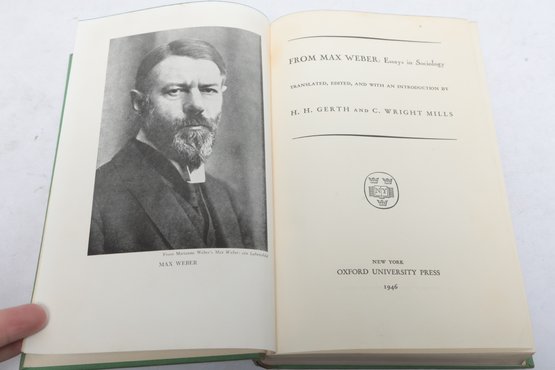 From Marianne Weber's Max Weber: ein Lebensbild
MAX WEBER
FROM MAX WEBER: Essays in Sociology
TRANSLATED, EDITED, AND WITH AN INTRODUCTION BY
H. H. GERTH AND C. WRIGHT MILLS
NY
NEW YORK
OXFORD UNIVERSITY PRESS
1946